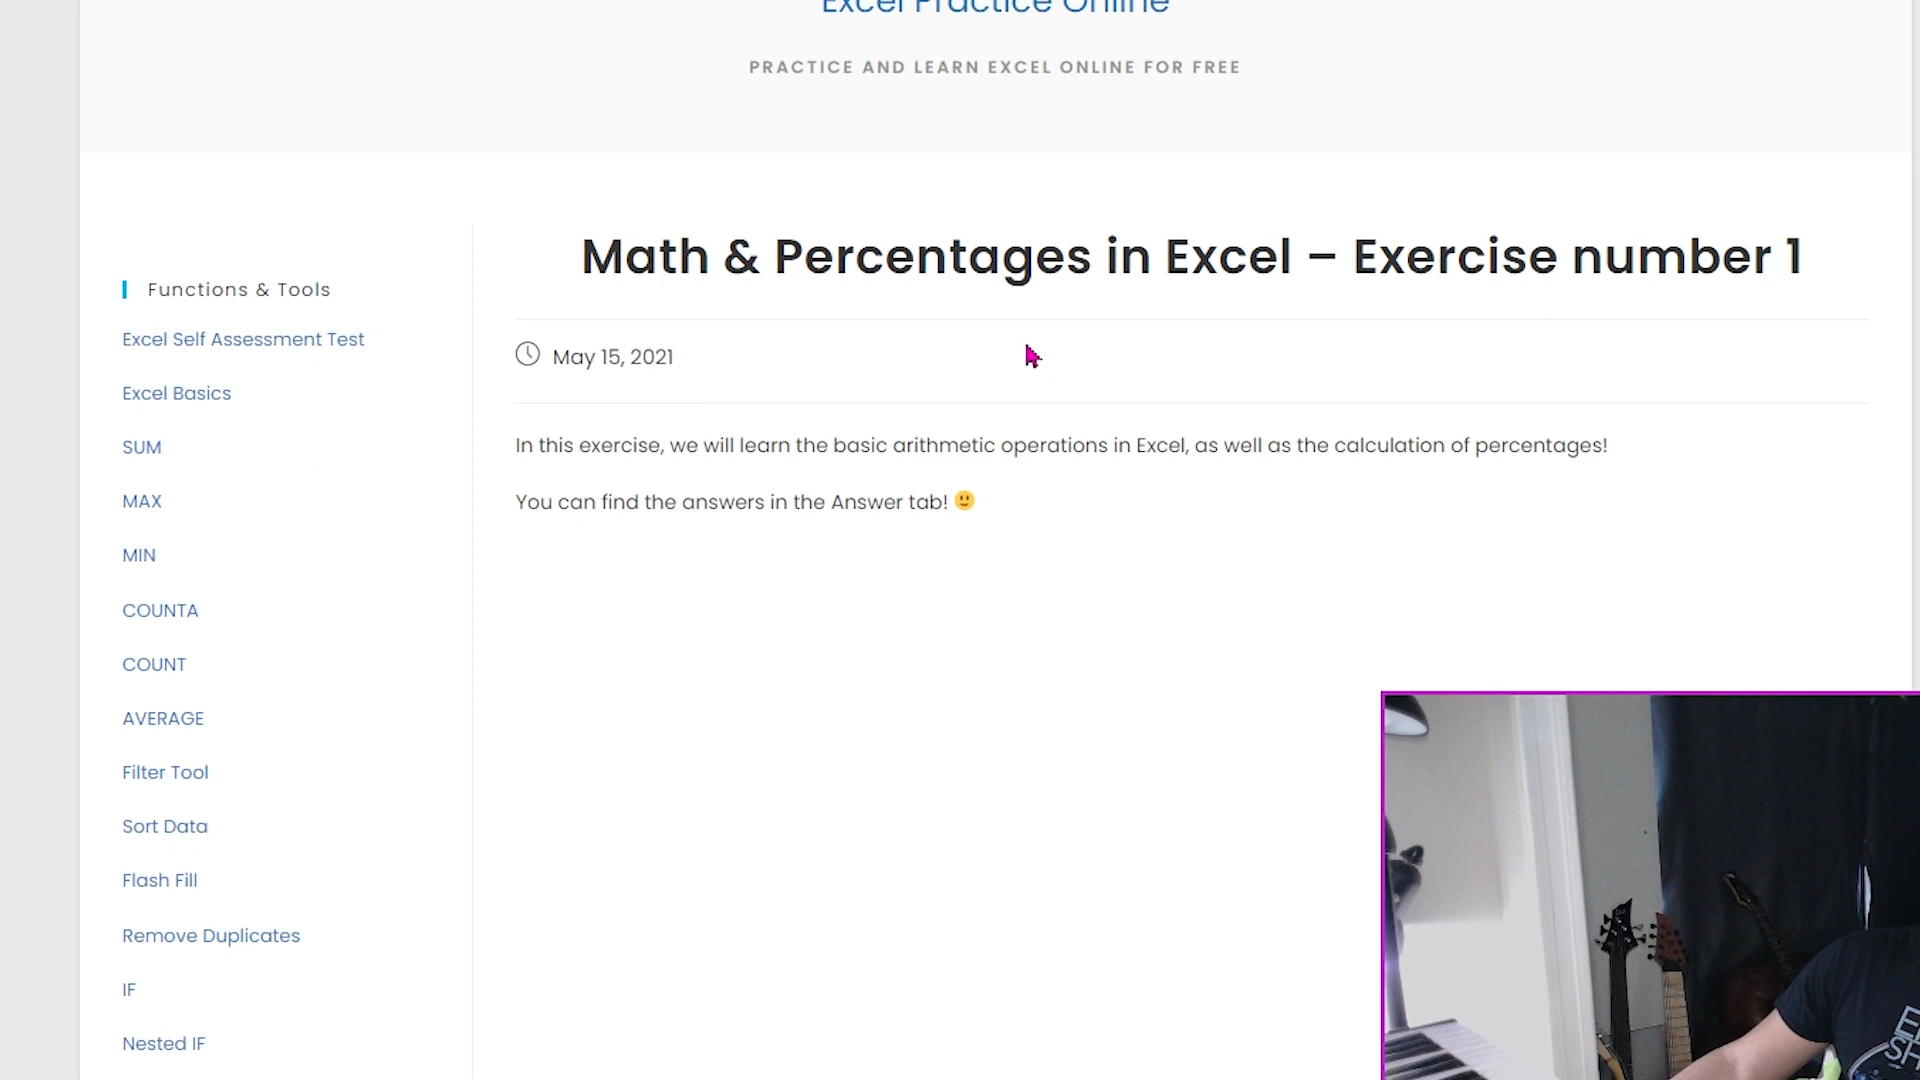 Excel Practice Online
PRACTICE AND LEARN EXCEL ONLINE FOR FREE
Math & Percentages in Excel – Exercise number 1
Functions & Tools
Excel Self Assessment Test
Excel Basics
SUM
MAX
MIN
COUNTA
COUNT
AVERAGE
Filter Tool
Sort Data
Flash Fill
Remove Duplicates
IF
Nested IF
May 15, 2021
In this exercise, we will learn the basic arithmetic operations in Excel, as well as the calculation of percentages!
You can find the answers in the Answer tab! 🙂